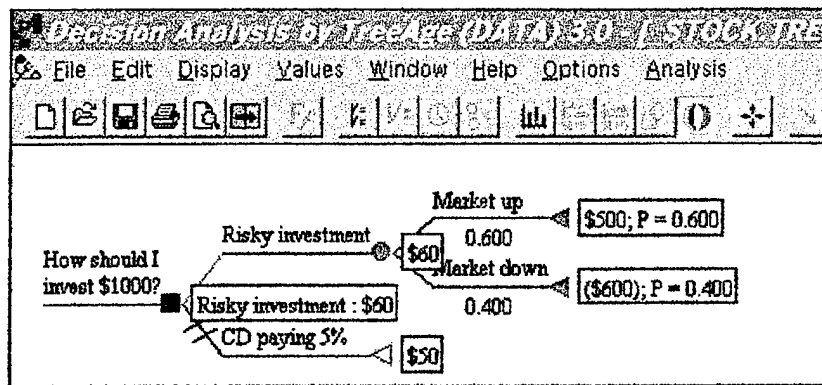 Decision Analysis by TreeAge (DATA) 3.0 - [ STOCK.TRE
File Edit Display Values Window Help Options Analysis
Market up
$500; P = 0.600
Risky investment
0.600
$60
How should I
invest $1000?
Market down
($600); P = 0.400
Risky investment : $60
0.400
CD paying 5%
$50